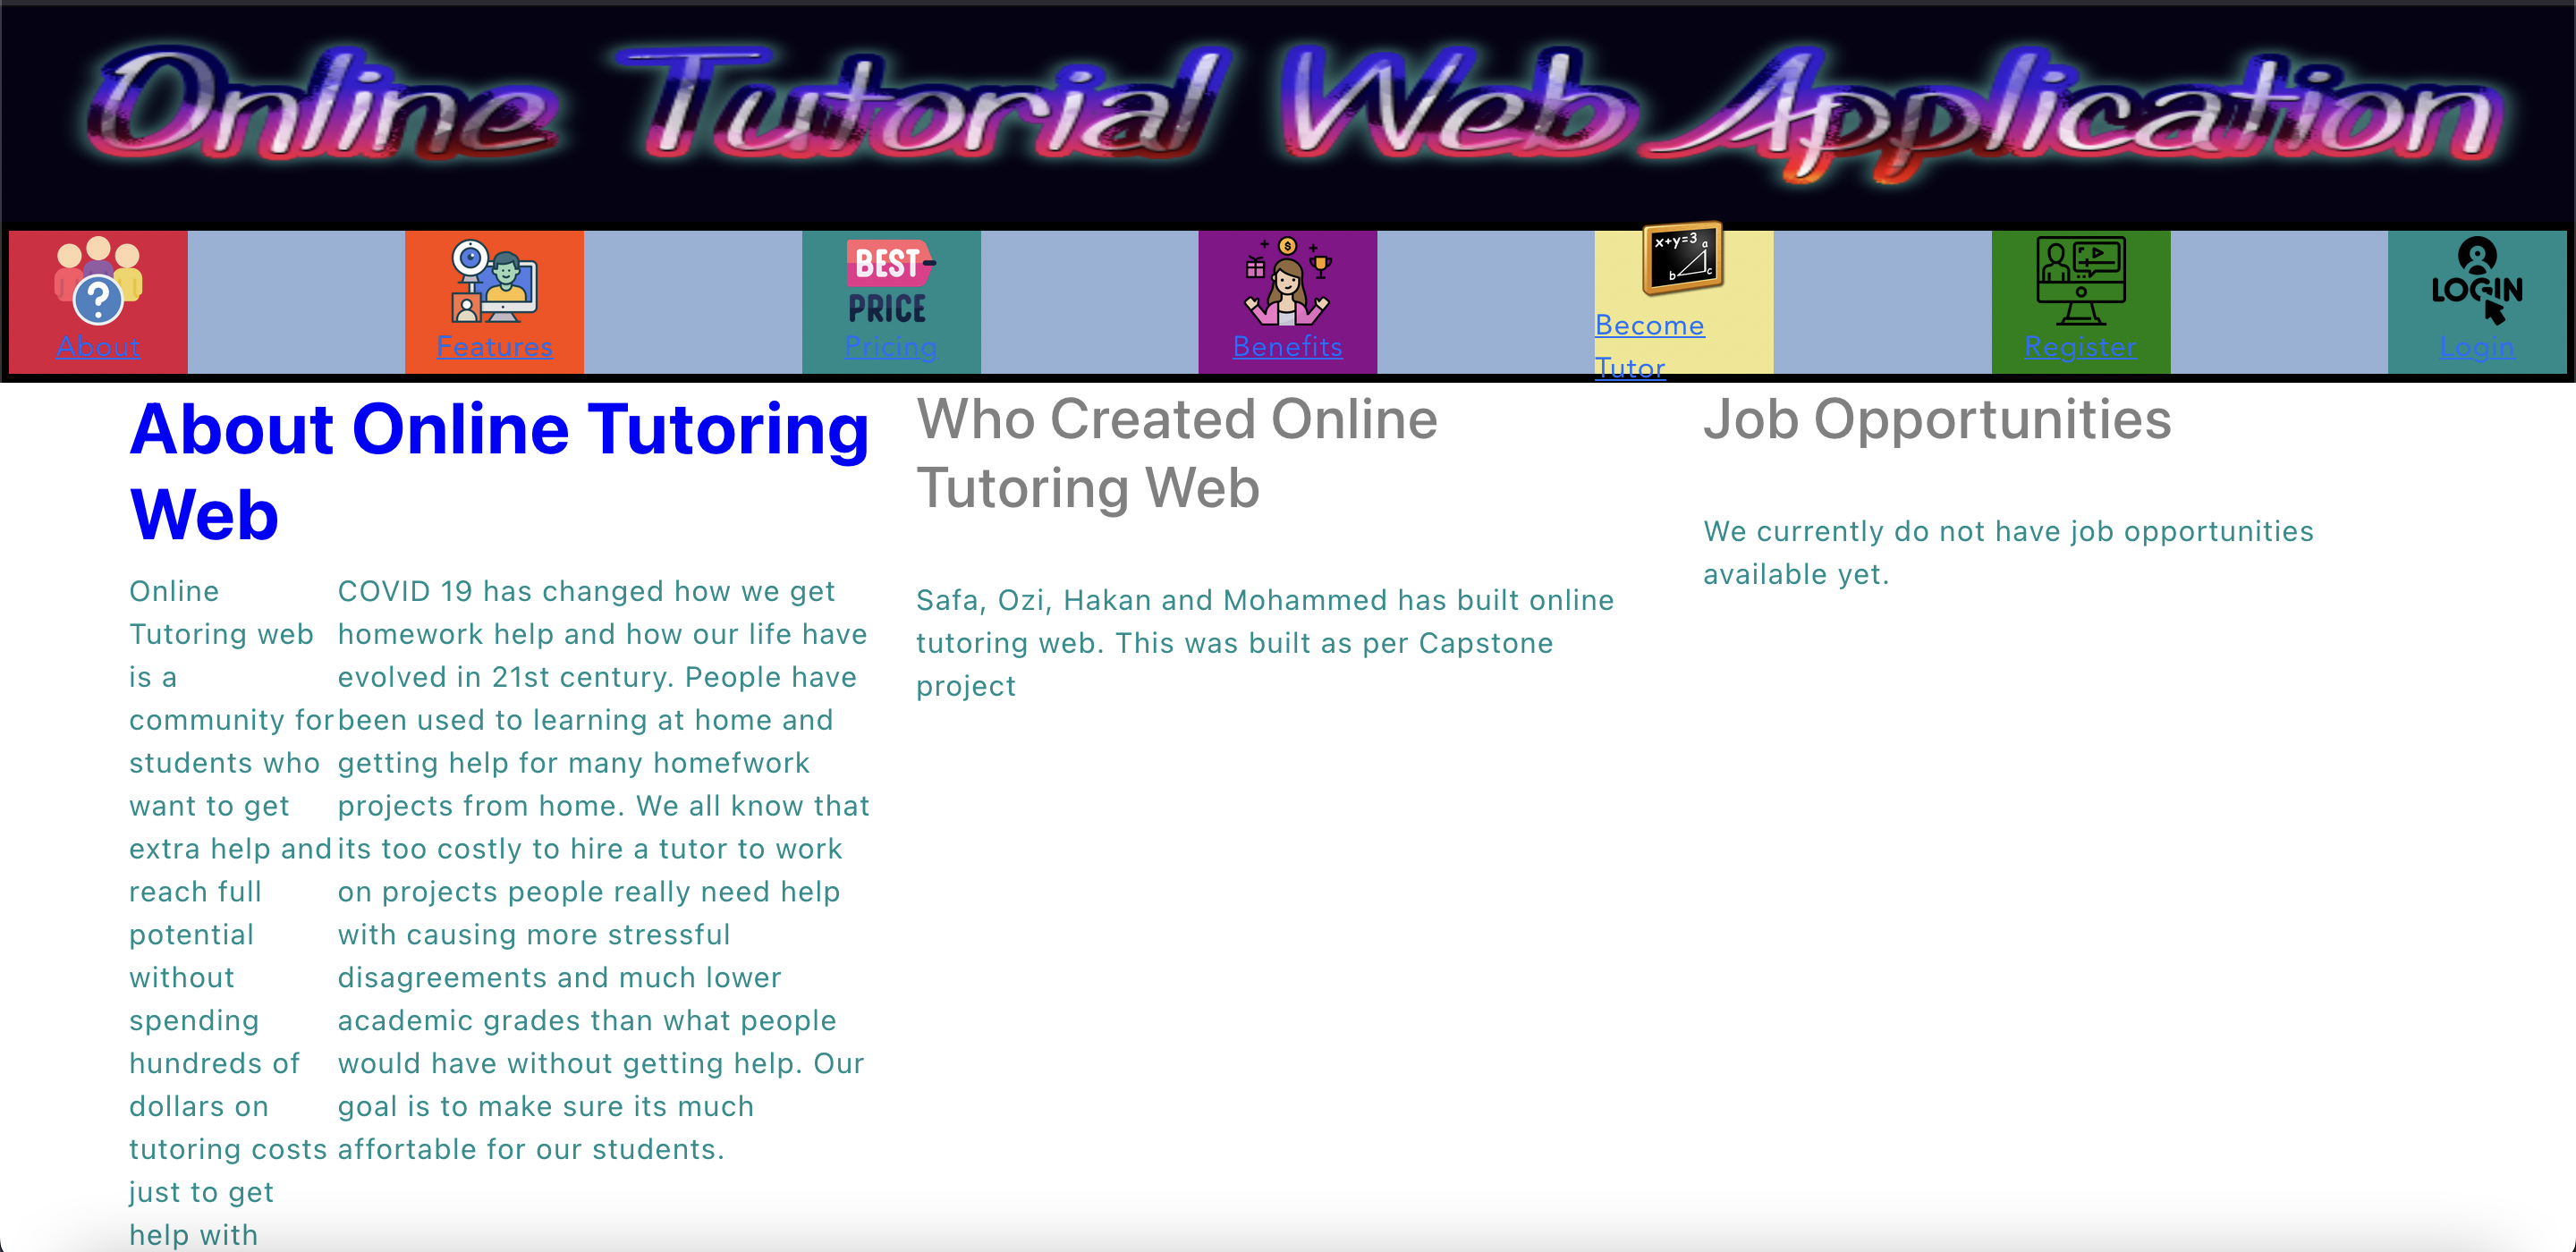 Online Tutorial Web Application
BEST
PRICE
x+y=3
a
b
c
LOGIN
About
Features
Pricing
Benefits
Become
Tutor
Register
Login
About Online Tutoring
Web
Online
Tutoring web
is a
community for
students who
want to get
extra help and
reach full
potential
without
spending
hundreds of
dollars on
tutoring costs
just to get
help with
COVID 19 has changed how we get
homework help and how our life have
evolved in 21st century. People have
been used to learning at home and
getting help for many homefwork
projects from home. We all know that
its too costly to hire a tutor to work
on projects people really need help
with causing more stressful
disagreements and much lower
academic grades than what people
would have without getting help. Our
goal is to make sure its much
affortable for our students.
Who Created Online
Tutoring Web
Safa, Ozi, Hakan and Mohammed has built online
tutoring web. This was built as per Capstone
project
Job Opportunities
We currently do not have job opportunities
available yet.